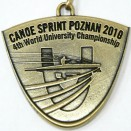 CANOE SPRINT POZNAN 2010
4th World University Championship